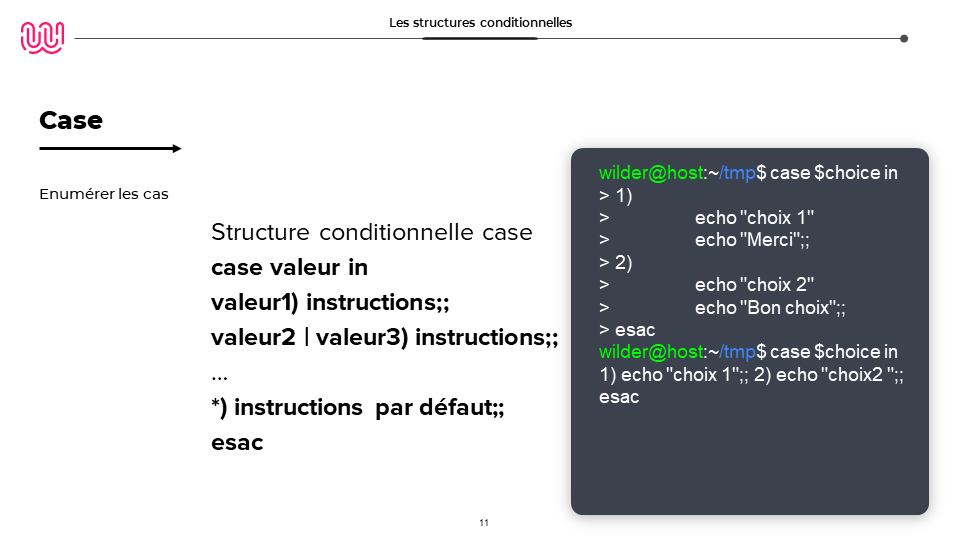 Les structures conditionnelles
Case
Enumérer les cas
Structure conditionnelle case
case valeur in
valeur1) instructions;;
valeur2 | valeur3) instructions;;
...
*) instructions par défaut;;
esac
wilder@host:~/tmp$ case $choice in
> 1)
> echo "choix 1"
> echo "Merci";;
> 2)
> echo "choix 2"
> echo "Bon choix";;
> esac
wilder@host:~/tmp$ case $choice in
1) echo "choix 1";; 2) echo "choix2 ";;
esac
11